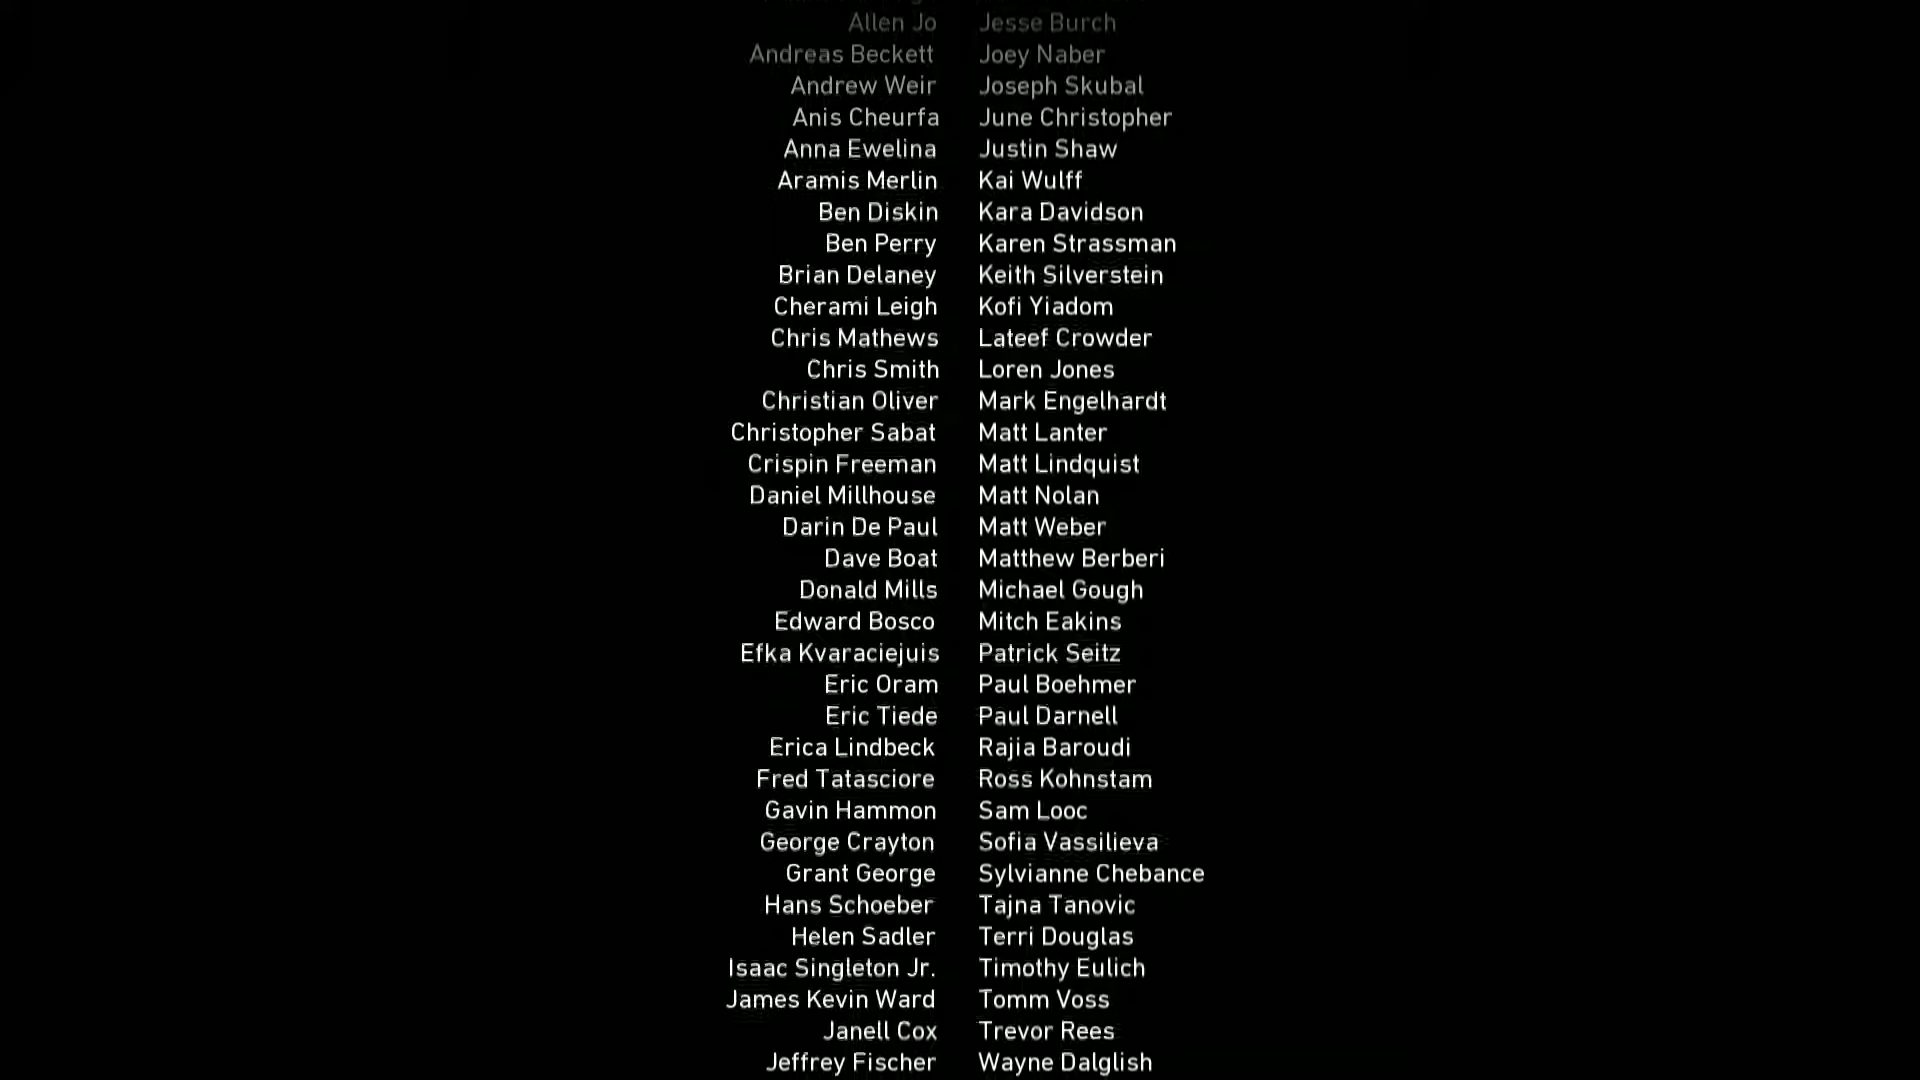 Allen Jo Jesse Burch
Andreas Beckett Joey Naber
Andrew Weir Joseph Skubal
Anis Cheurfa June Christopher
Anna Ewelina Justin Shaw
Aramis Merlin Kai Wulff
Ben Diskin Kara Davidson
Ben Perry Karen Strassman
Brian Delaney Keith Silverstein
Cherami Leigh Kofi Yiadom
Chris Mathews Lateef Crowder
Chris Smith Loren Jones
Christian Oliver Mark Engelhardt
Christopher Sabat Matt Lanter
Crispin Freeman Matt Lindquist
Daniel Millhouse Matt Nolan
Darin De Paul Matt Weber
Dave Boat Matthew Berberi
Donald Mills Michael Gough
Edward Bosco Mitch Eakins
Efka Kvaraciejuis Patrick Seitz
Eric Oram Paul Boehmer
Eric Tiede Paul Darnell
Erica Lindbeck Rajia Baroudi
Fred Tatasciore Ross Kohnstam
Gavin Hammon Sam Looc
George Crayton Sofia Vassilieva
Grant George Sylvianne Chebance
Hans Schoeber Tajna Tanovic
Helen Sadler Terri Douglas
Isaac Singleton Jr. Timothy Eulich
James Kevin Ward Tomm Voss
Janell Cox Trevor Rees
Jeffrey Fischer Wayne Dalglish